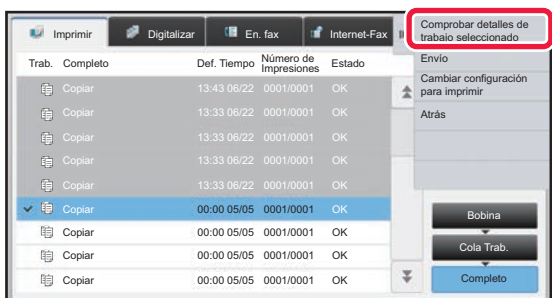 Imprimir
Digitalizar
En. fax
Internet-Fax
Comprobar detalles de
trabajo seleccionado
Envío
Cambiar configuración
para imprimir
Atrás
Trab. Completo Def. Tiempo Número de Impresiones Estado
Copiar 13:43 06/22 0001/0001 OK
Copiar 13:33 06/22 0001/0001 OK
Copiar 13:33 06/22 0001/0001 OK
Copiar 13:33 06/22 0001/0001 OK
Copiar 13:33 06/22 0001/0001 OK
Copiar 00:00 05/05 0001/0001 OK
Copiar 00:00 05/05 0001/0001 OK
Copiar 00:00 05/05 0001/0001 OK
Copiar 00:00 05/05 0001/0001 OK
Bobina
Cola Trab.
Completo